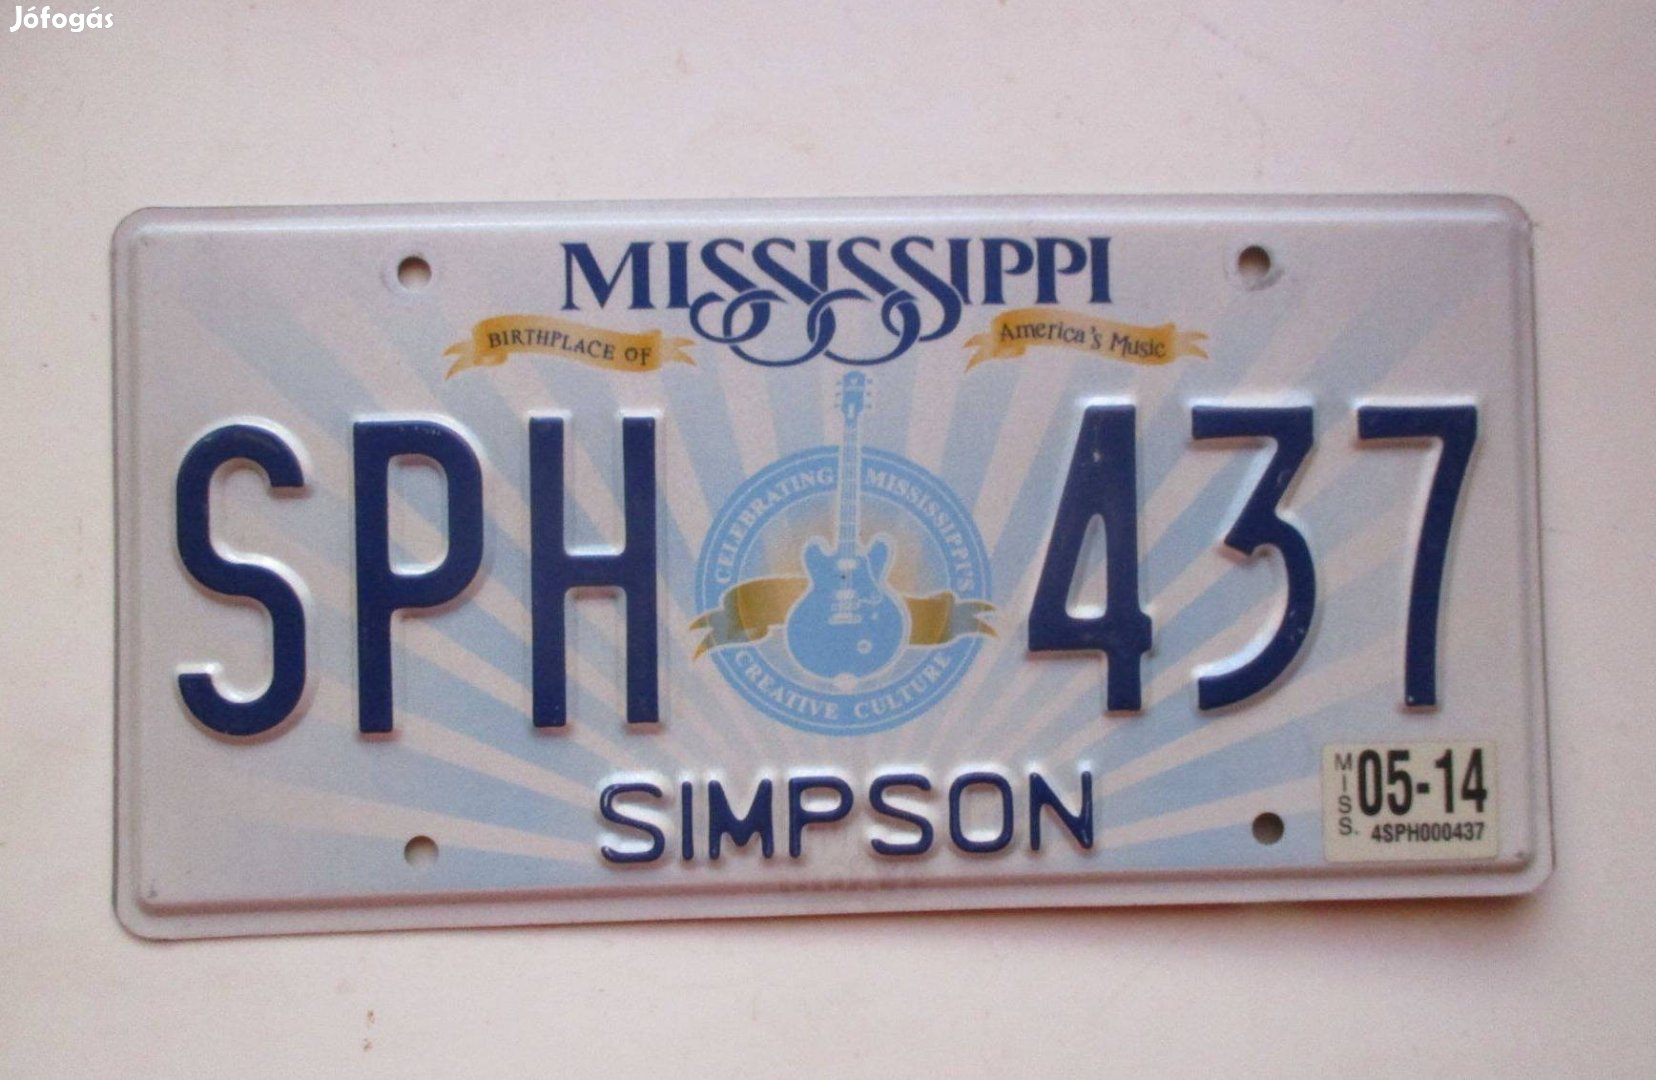 Jófogás
MISSISSIPPI
BIRTHPLACE OF
America's Music
CELEBRATING MISSISSIPPI'S
CREATIVE CULTURE
SPH 437
SIMPSON
MISS.
05-14
4SPH000437